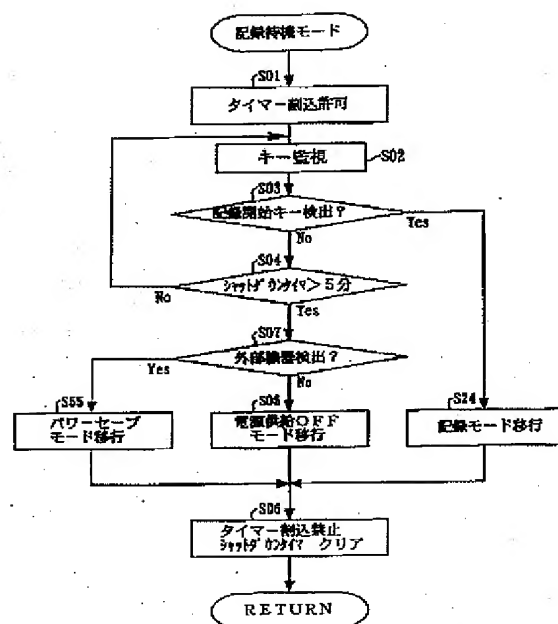 記録待機モード
S01
タイマー割込許可
キー監視
S02
S03
記録開始キー検出?
Yes
No
S04
ｼｬｯﾄﾀﾞｳﾝﾀｲﾏ>5分
No
Yes
S07
外部機器検出?
Yes
No
S55
パワーセーブ
モード移行
S08
電源供給OFF
モード移行
S24
記録モード移行
S06
タイマー割込禁止
ｼｬｯﾄﾀﾞｳﾝﾀｲﾏ クリア
RETURN